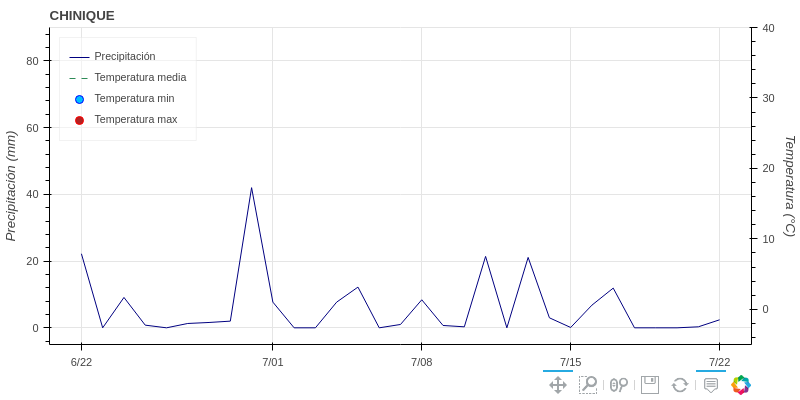 CHINIQUE
Precipitación
Temperatura media
Temperatura min
Temperatura max
Precipitación (mm)
80
60
40
20
0
40
30
20
10
0
Temperatura (°C)
6/22
7/01
7/08
7/15
7/22